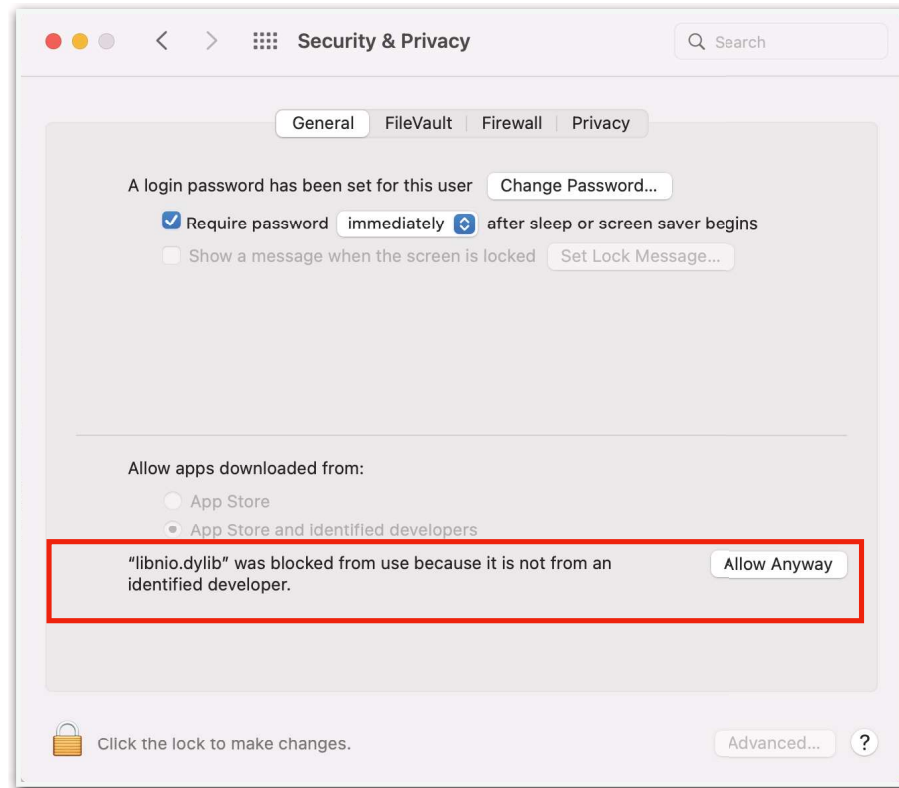 Security & Privacy
Search
General
FileVault
Firewall
Privacy
A login password has been set for this user
Change Password...
Require password
immediately
after sleep or screen saver begins
Show a message when the screen is locked
Set Lock Message...
Allow apps downloaded from:
App Store
App Store and identified developers
“libnio.dylib” was blocked from use because it is not from an
identified developer.
Allow Anyway
Click the lock to make changes.
Advanced...
?